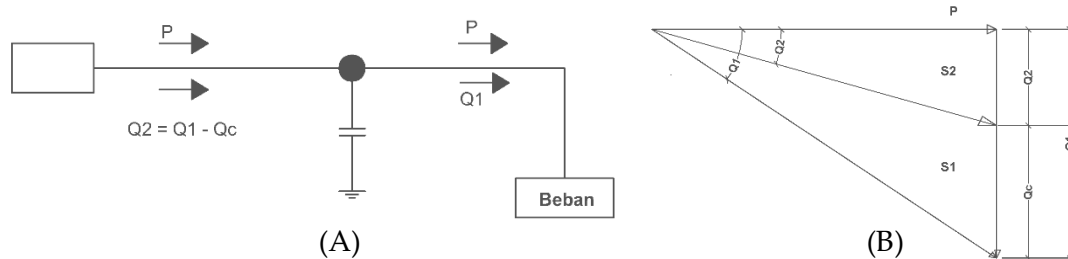 P
P
Q1
Q2 = Q1 - Qc
Beban
(A)
P
Q1
Q2
S2
Q2
S1
Qc
(B)